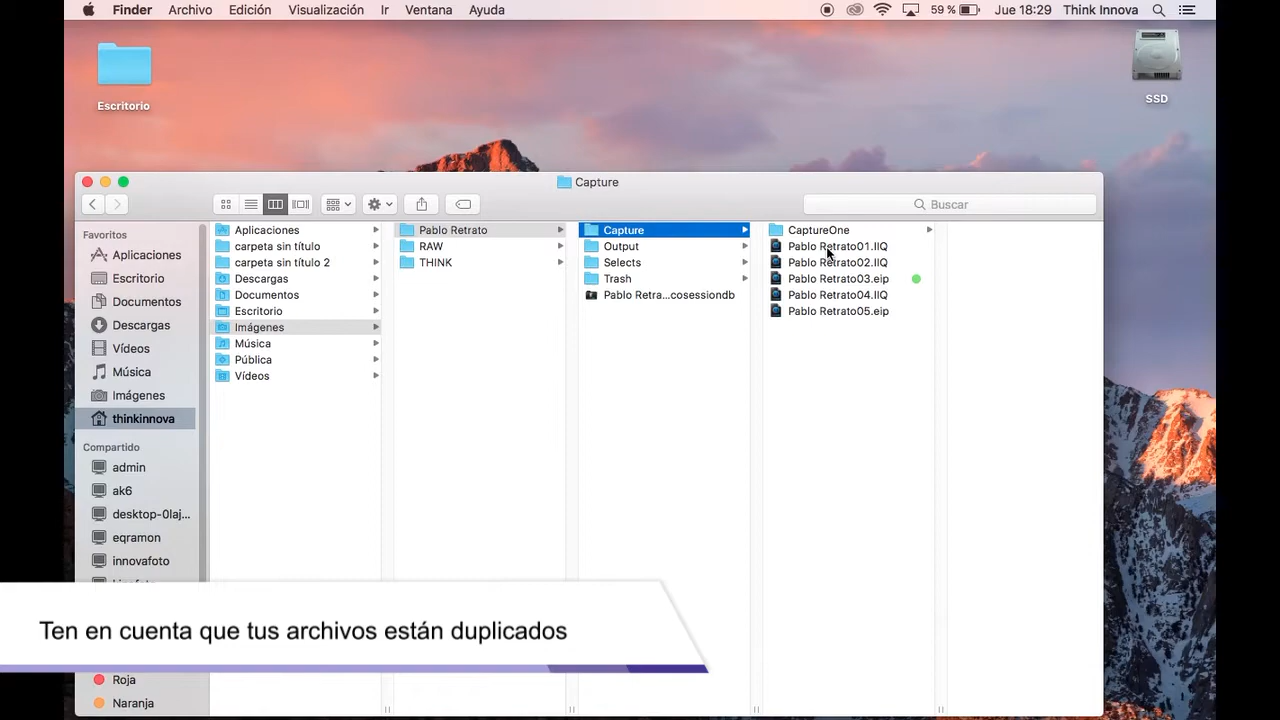 Finder Archivo Edición Visualización Ir Ventana Ayuda 59 % Jue 18:29 Think Innova
Escritorio
SSD
Capture
Buscar
Favoritos
Aplicaciones
Escritorio
Documentos
Descargas
Vídeos
Música
Imágenes
thinkinnova
Compartido
admin
ak6
desktop-0laj...
eqramon
innovafoto
Roja
Naranja
Aplicaciones
carpeta sin título
carpeta sin título 2
Descargas
Documentos
Escritorio
Imágenes
Música
Pública
Vídeos
Pablo Retrato
RAW
THINK
Capture
Output
Selects
Trash
Pablo Retra...cosessiondb
CaptureOne
Pablo Retrato01.IIQ
Pablo Retrato02.IIQ
Pablo Retrato03.eip
Pablo Retrato04.IIQ
Pablo Retrato05.eip
Ten en cuenta que tus archivos están duplicados